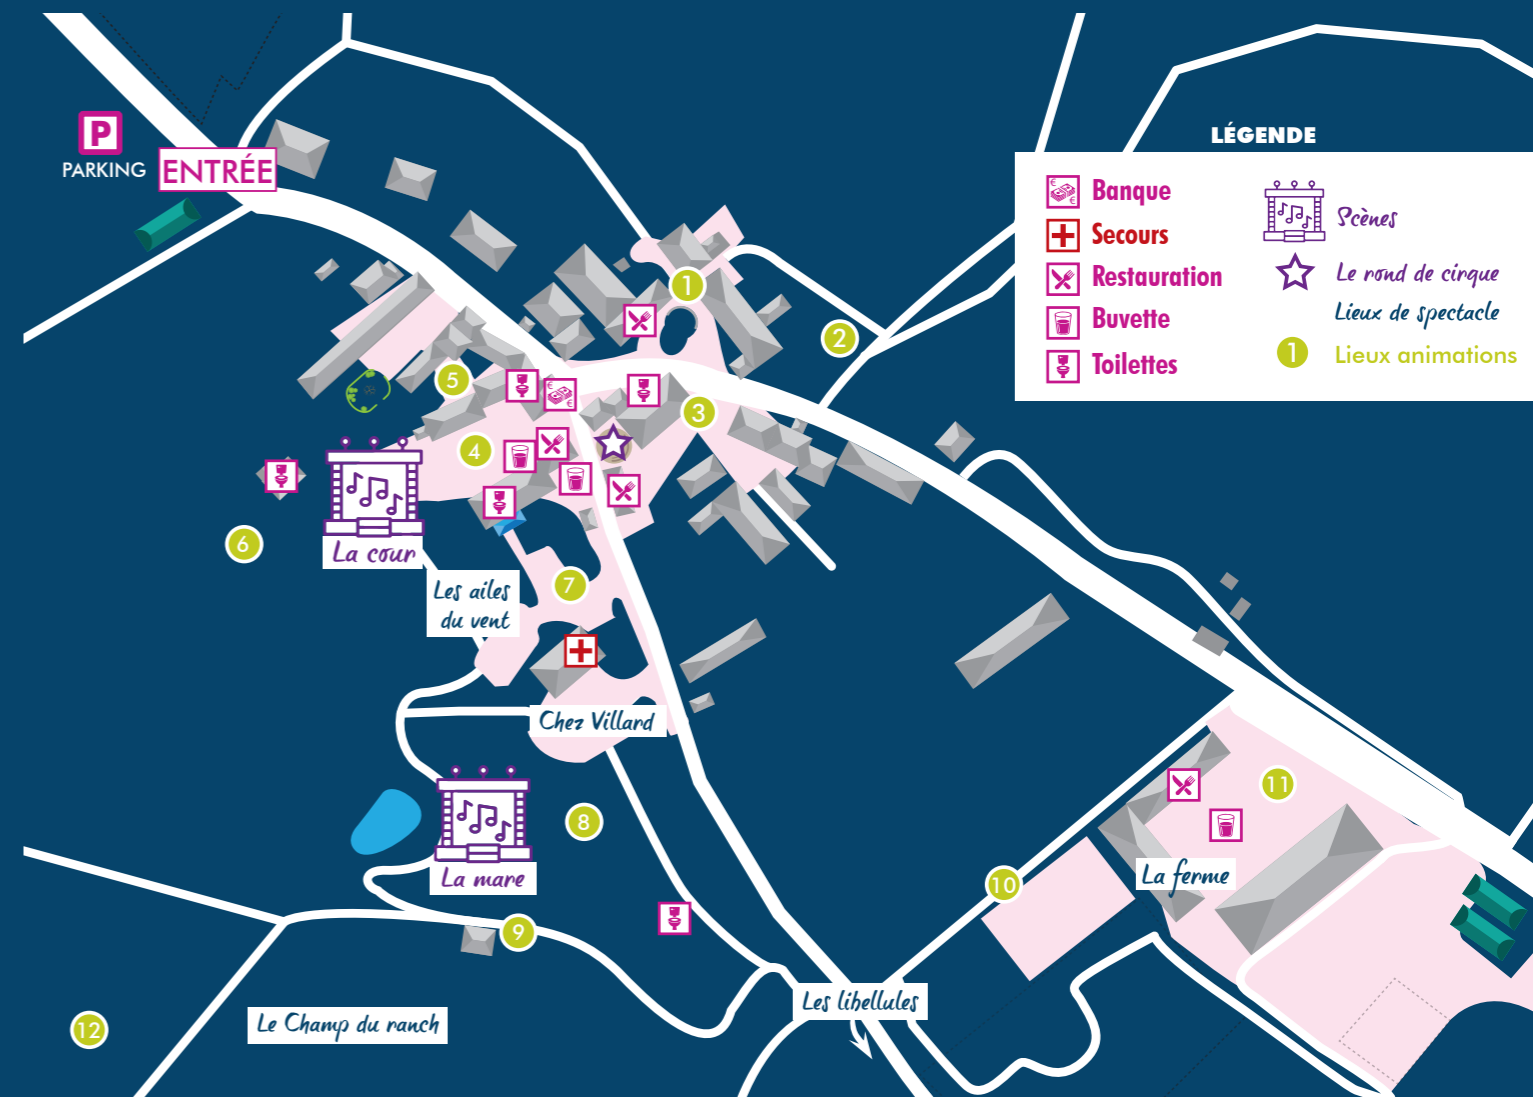 P
PARKING
ENTRÉE
LÉGENDE
Banque
Secours
Restauration
Buvette
Toilettes
Scènes
Le rond de cirque
Lieux de spectacle
1 Lieux animations
1
2
3
5
4
6
La cour
Les ailes
du vent
7
Chez Villard
8
La mare
9
10
11
La ferme
Les libellules
Le Champ du ranch
12